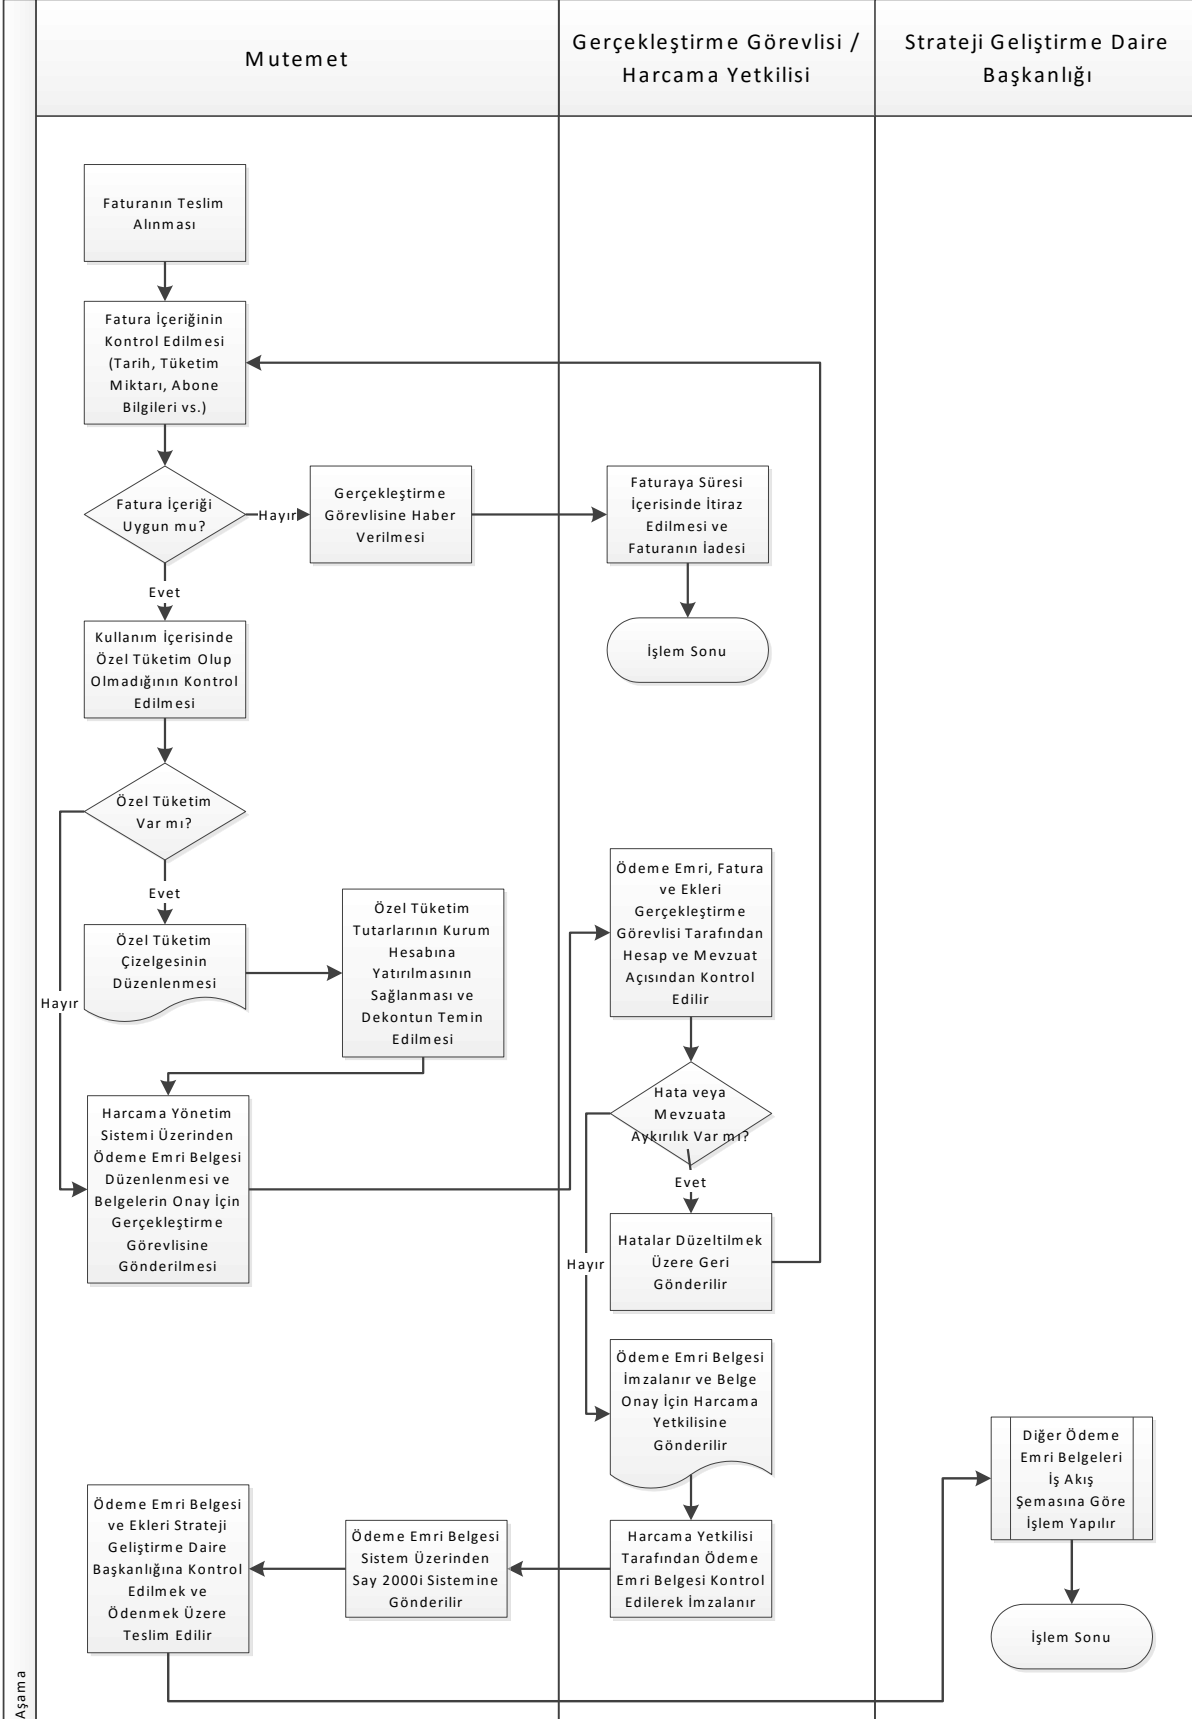 Mutemet
Gerçekleştirme Görevlisi /
Harcama Yetkilisi
Strateji Geliştirme Daire
Başkanlığı
Faturanın Teslim
Alınması
Fatura İçeriğinin
Kontrol Edilmesi
(Tarih, Tüketim
Miktarı, Abone
Bilgileri vs.)
Fatura İçeriği
Uygun mu?
Hayır
Gerçekleştirme
Görevlisine Haber
Verilmesi
Faturaya Süresi
İçerisinde İtiraz
Edilmesi ve
Faturanın İadesi
Evet
İşlem Sonu
Kullanım İçerisinde
Özel Tüketim Olup
Olmadığının Kontrol
Edilmesi
Özel Tüketim
Var mı?
Evet
Hayır
Özel Tüketim
Çizelgesinin
Düzenlenmesi
Özel Tüketim
Tutarlarının Kurum
Hesabına
Yatırılmasının
Sağlanması ve
Dekontun Temin
Edilmesi
Ödeme Emri, Fatura
ve Ekleri
Gerçekleştirme
Görevlisi Tarafından
Hesap ve Mevzuat
Açısından Kontrol
Edilir
Harcama Yönetim
Sistemi Üzerinden
Ödeme Emri Belgesi
Düzenlenmesi ve
Belgelerin Onay İçin
Gerçekleştirme
Görevlisine
Gönderilmesi
Hata veya
Mevzuata
Aykırılık Var mı?
Evet
Hayır
Hatalar Düzeltilmek
Üzere Geri
Gönderilir
Ödeme Emri Belgesi
İmzalanır ve Belge
Onay İçin Harcama
Yetkilisine
Gönderilir
Harcama Yetkilisi
Tarafından Ödeme
Emri Belgesi Kontrol
Edilerek İmzalanır
Ödeme Emri Belgesi
Sistem Üzerinden
Say 2000i Sistemine
Gönderilir
Ödeme Emri Belgesi
ve Ekleri Strateji
Geliştirme Daire
Başkanlığına Kontrol
Edilmek ve
Ödenmek Üzere
Teslim Edilir
Diğer Ödeme
Emri Belgeleri
İş Akış
Şemasına Göre
İşlem Yapılır
İşlem Sonu
Aşama